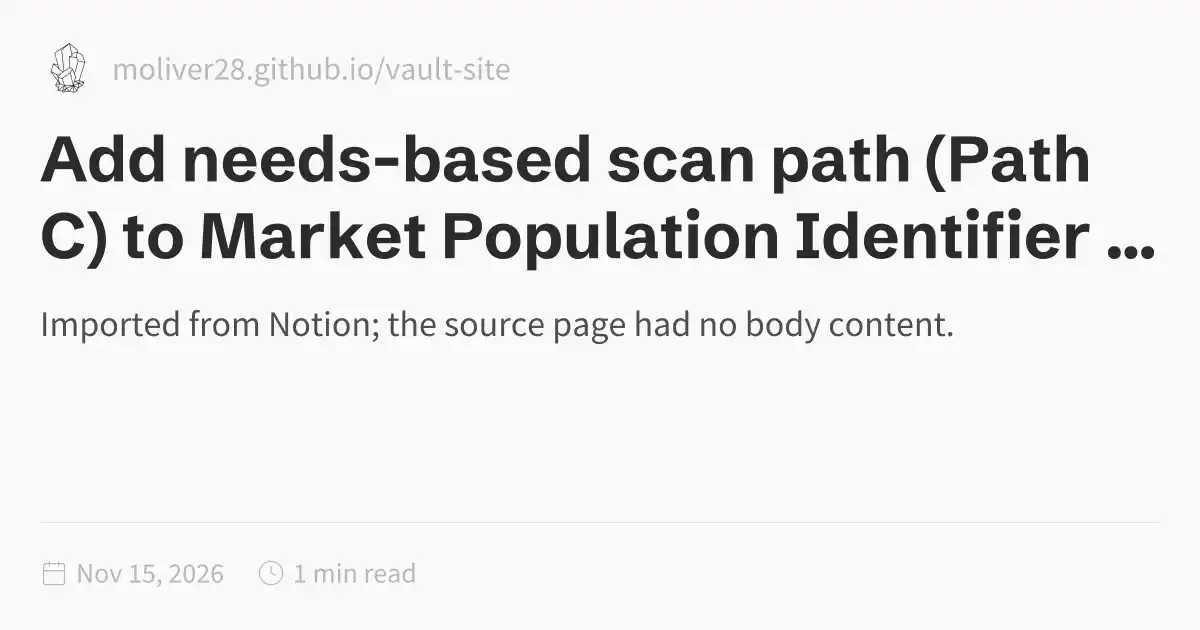 moliver28.github.io/vault-site
Add needs-based scan path (Path
C) to Market Population Identifier ...
Imported from Notion; the source page had no body content.
Nov 15, 2026 1 min read